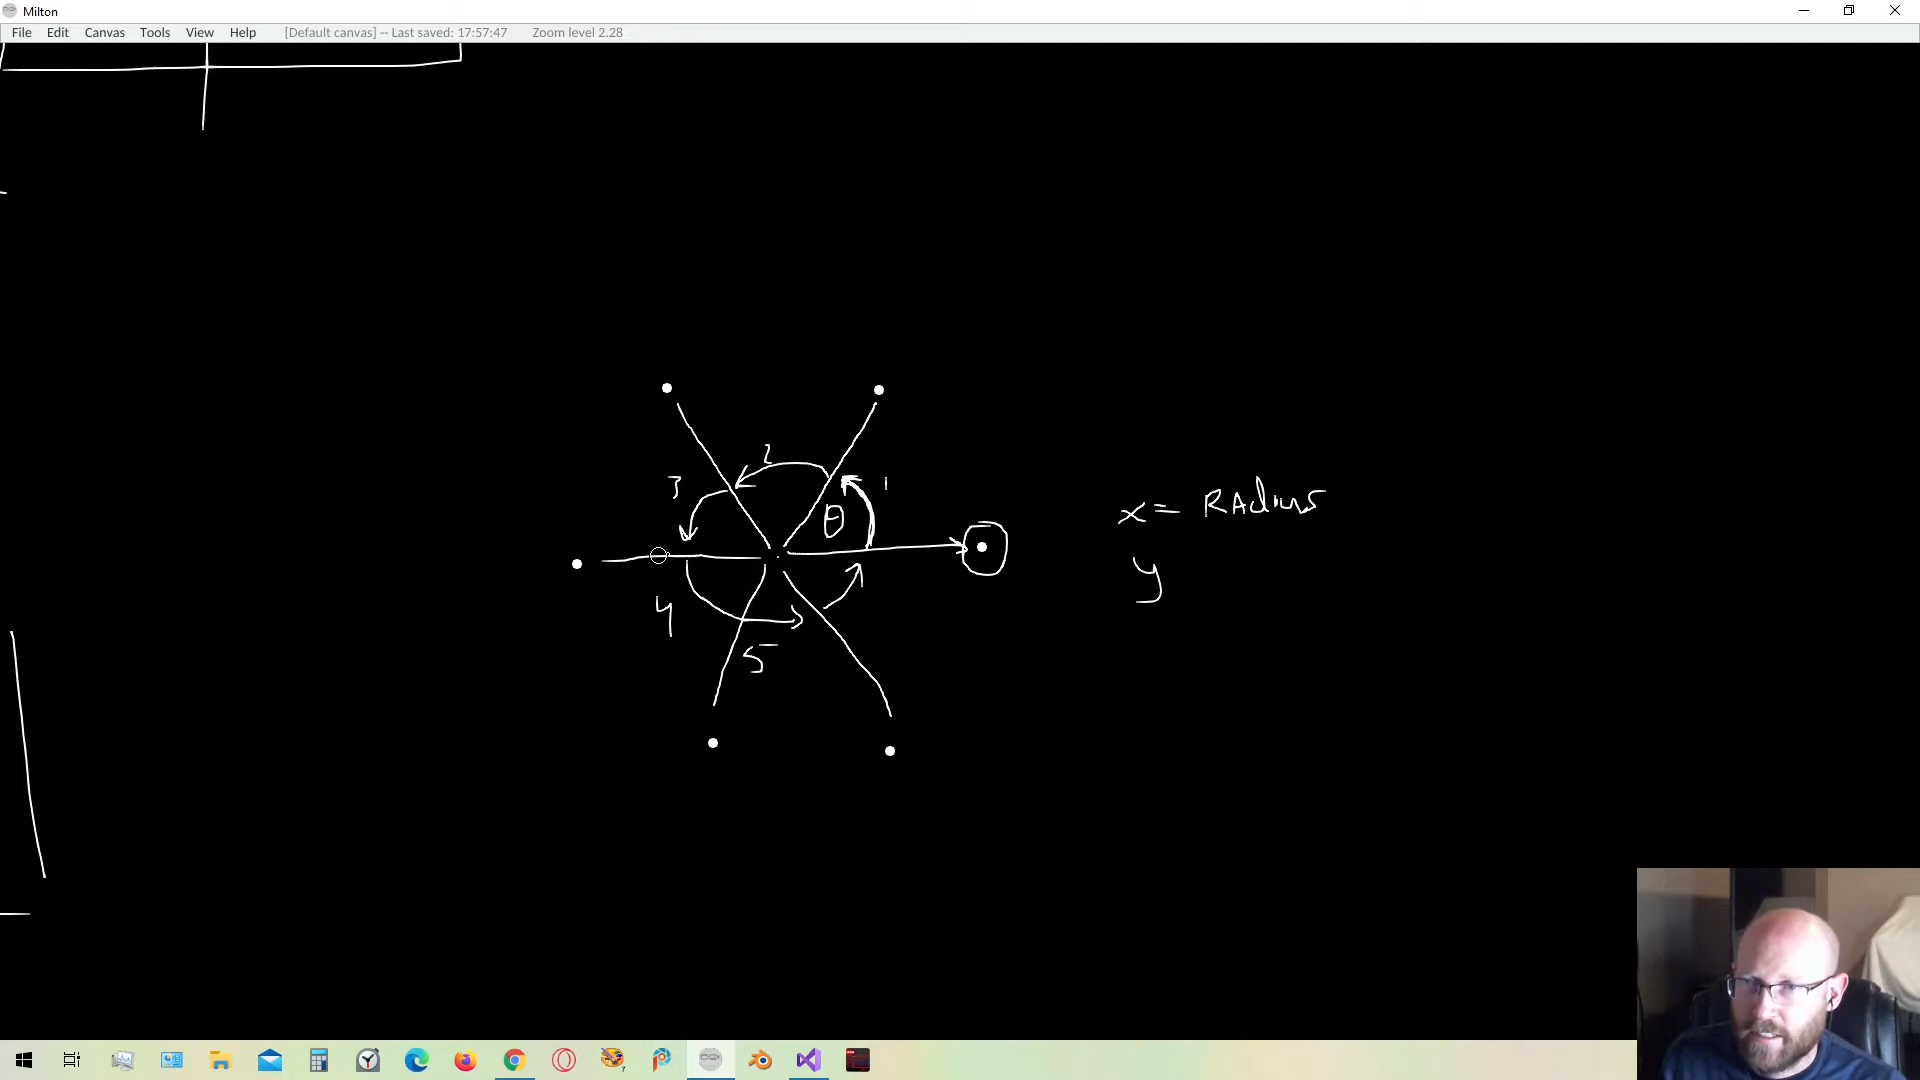 Milton
File Edit Canvas Tools View Help [Default canvas] -- Last saved: 17:57:47 Zoom level 2.28
2
3 θ 1
x = RAdius
y
4
5